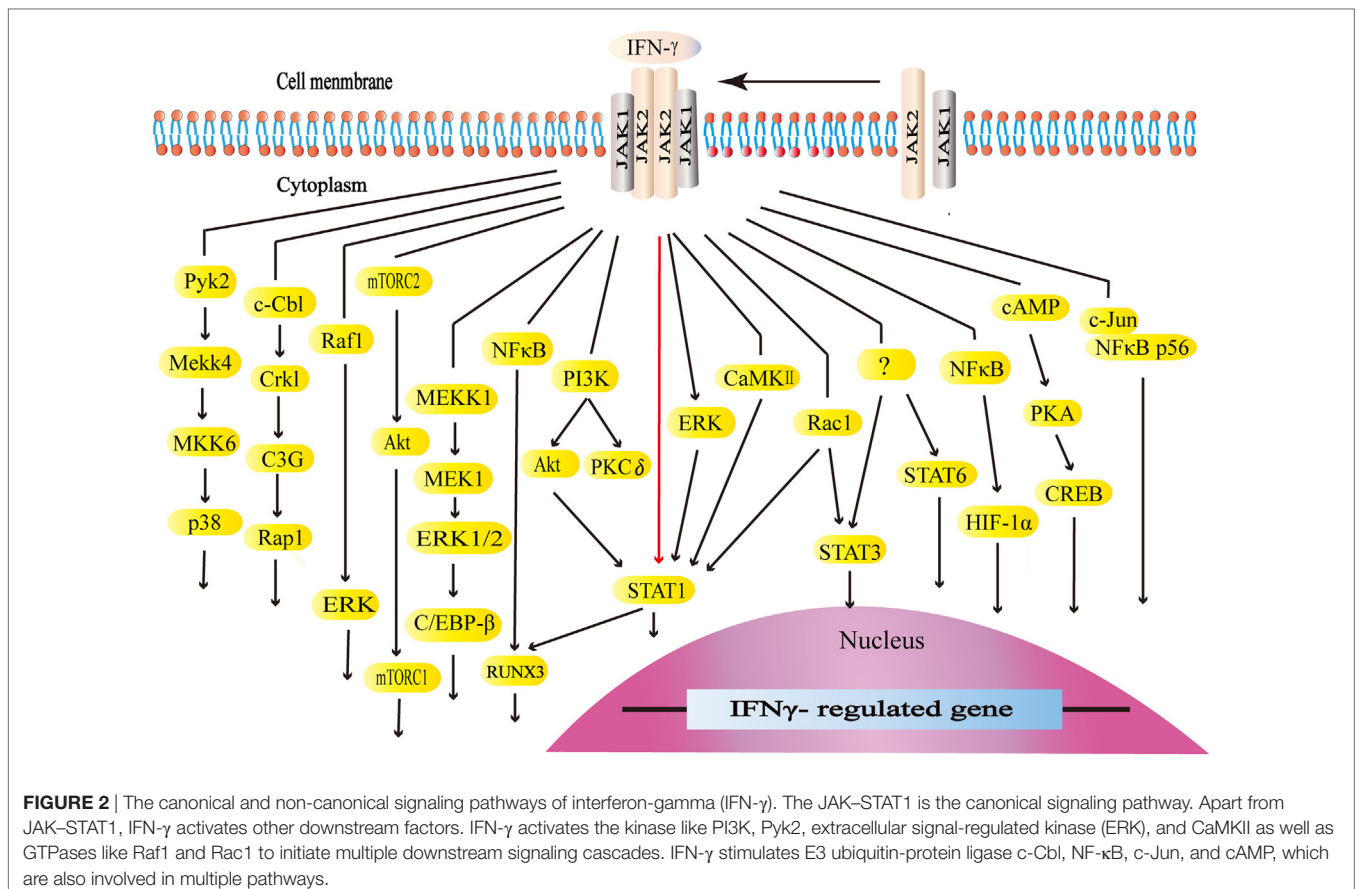 IFN-γ
Cell menmbrane
JAK1
JAK2
JAK2
JAK1
JAK2
JAK1
Cytoplasm
Pyk2
Mekk4
MKK6
p38
c-Cbl
Crkl
C3G
Rap1
Raf1
ERK
mTORC2
Akt
mTORC1
MEKK1
MEK1
ERK1/2
C/EBP-β
NFκB
RUNX3
PI3K
Akt
PKCδ
ERK
CaMKⅡ
Rac1
STAT1
?
STAT3
STAT6
NFκB
HIF-1α
cAMP
PKA
CREB
c-Jun
NFκB p56
Nucleus
IFNγ- regulated gene
FIGURE 2 | The canonical and non-canonical signaling pathways of interferon-gamma (IFN-γ). The JAK–STAT1 is the canonical signaling pathway. Apart from
JAK–STAT1, IFN-γ activates other downstream factors. IFN-γ activates the kinase like PI3K, Pyk2, extracellular signal-regulated kinase (ERK), and CaMKII as well as
GTPases like Raf1 and Rac1 to initiate multiple downstream signaling cascades. IFN-γ stimulates E3 ubiquitin-protein ligase c-Cbl, NF-κB, c-Jun, and cAMP, which
are also involved in multiple pathways.